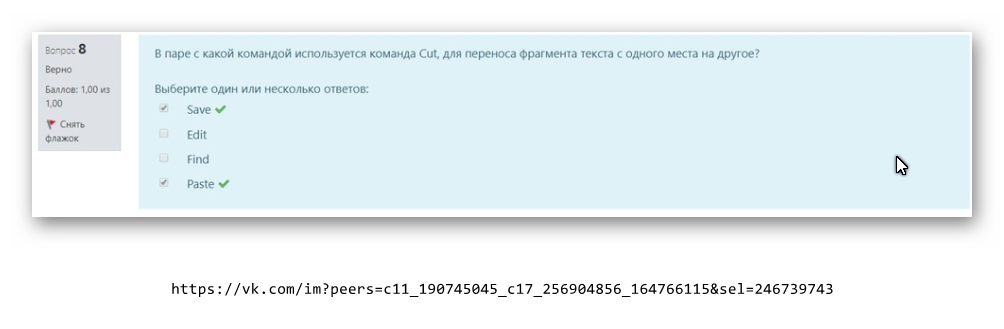 Вопрос 8
Верно
Баллов: 1,00 из
1,00
Снять
флажок
В паре с какой командой используется команда Cut, для переноса фрагмента текста с одного места на другое?
Выберите один или несколько ответов:
Save
Edit
Find
Paste
https://vk.com/im?peers=c11_190745045_c17_256904856_164766115&sel=246739743